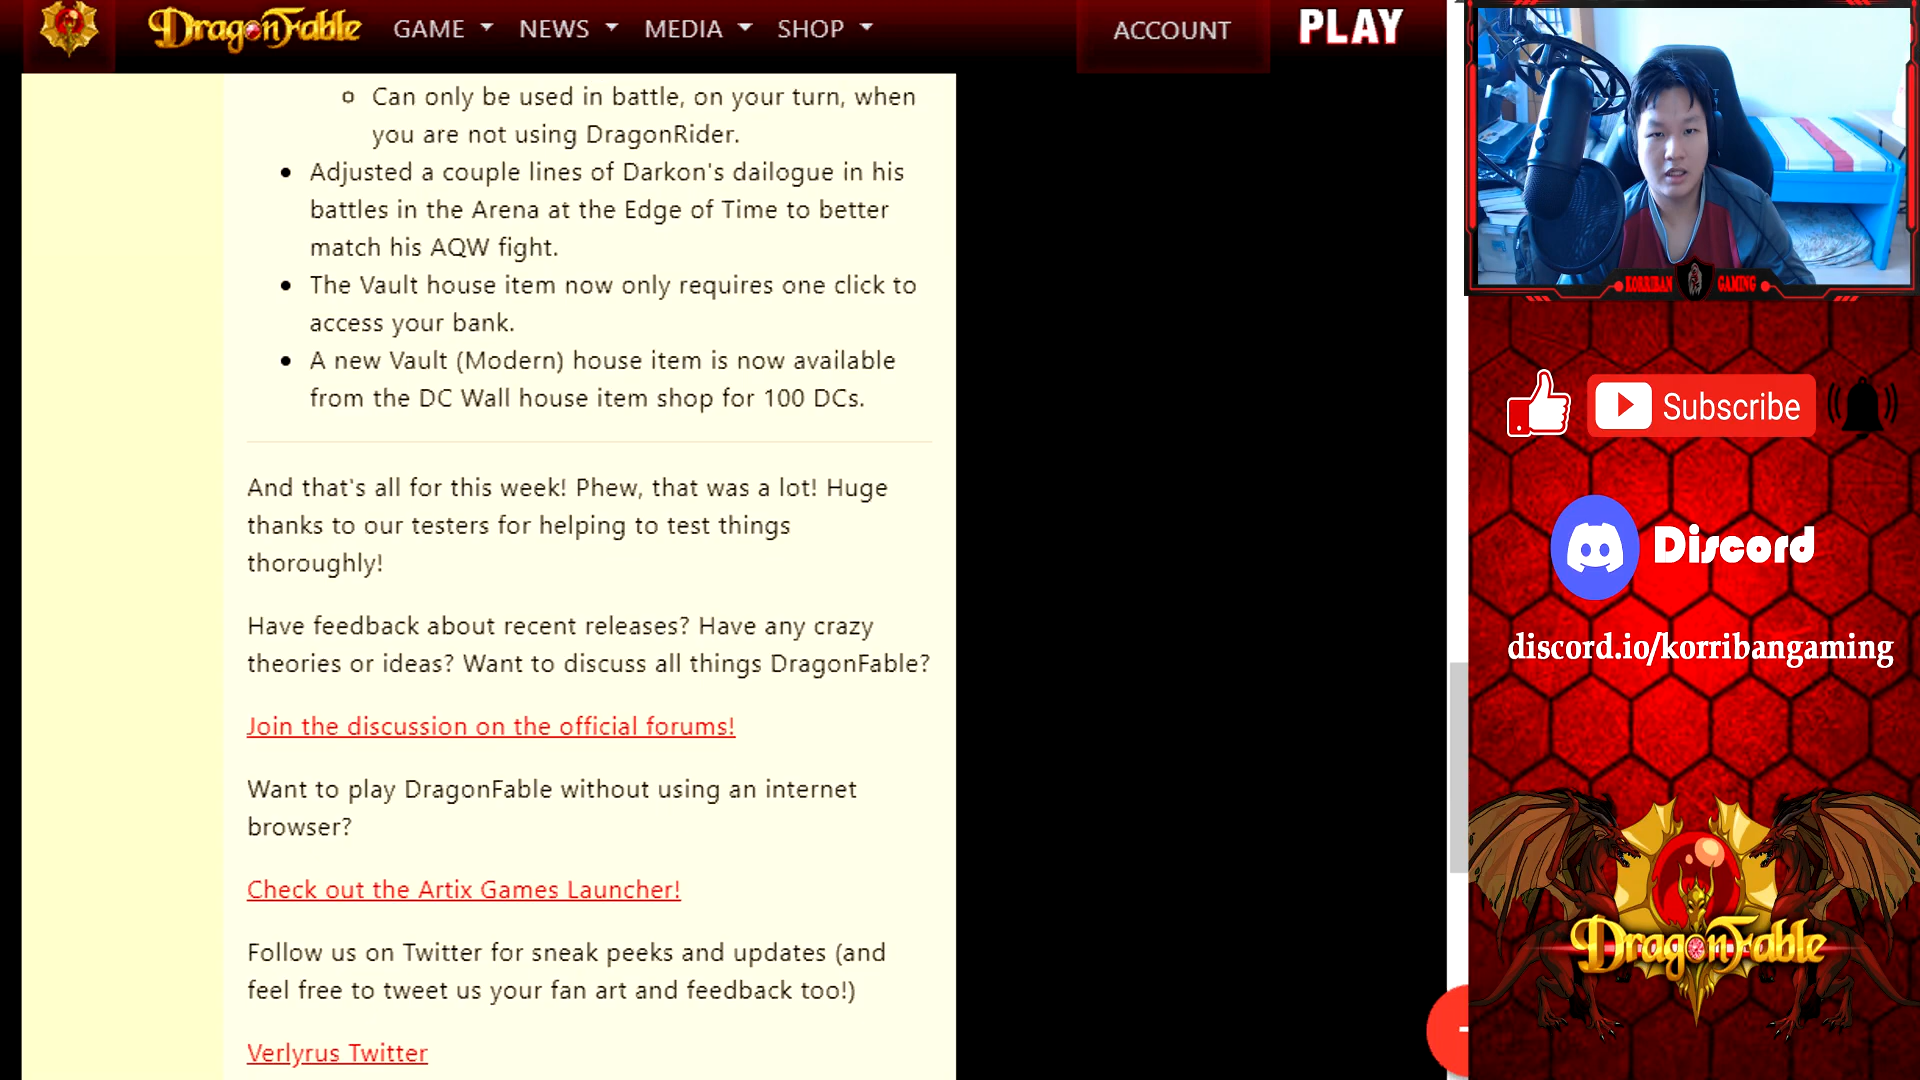 DragonFable GAME NEWS MEDIA SHOP ACCOUNT PLAY
Can only be used in battle, on your turn, when
you are not using DragonRider.
Adjusted a couple lines of Darkon's dailogue in his
battles in the Arena at the Edge of Time to better
match his AQW fight.
The Vault house item now only requires one click to
access your bank.
A new Vault (Modern) house item is now available
from the DC Wall house item shop for 100 DCs.
And that's all for this week! Phew, that was a lot! Huge
thanks to our testers for helping to test things
thoroughly!
Have feedback about recent releases? Have any crazy
theories or ideas? Want to discuss all things DragonFable?
Join the discussion on the official forums!
Want to play DragonFable without using an internet
browser?
Check out the Artix Games Launcher!
Follow us on Twitter for sneak peeks and updates (and
feel free to tweet us your fan art and feedback too!)
Verlyrus Twitter
KORRIBAN GAMING
Subscribe
Discord
discord.io/korribangaming
DragonFable